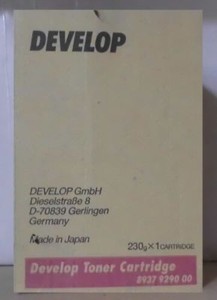 DEVELOP
DEVELOP GmbH
Dieselstraße 8
D-70839 Gerlingen
Germany
Made in Japan
230g×1 CARTRIDGE
Develop Toner Cartridge
8937 9290 00